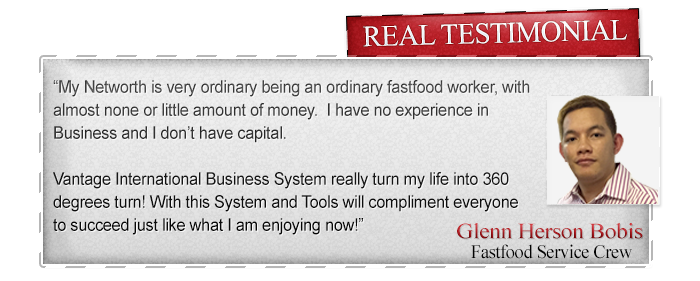 REAL TESTIMONIAL
“My Networth is very ordinary being an ordinary fastfood worker, with
almost none or little amount of money.  I have no experience in
Business and I don’t have capital.
Vantage International Business System really turn my life into 360
degrees turn! With this System and Tools will compliment everyone
to succeed just like what I am enjoying now!”
Glenn Herson Bobis
Fastfood Service Crew